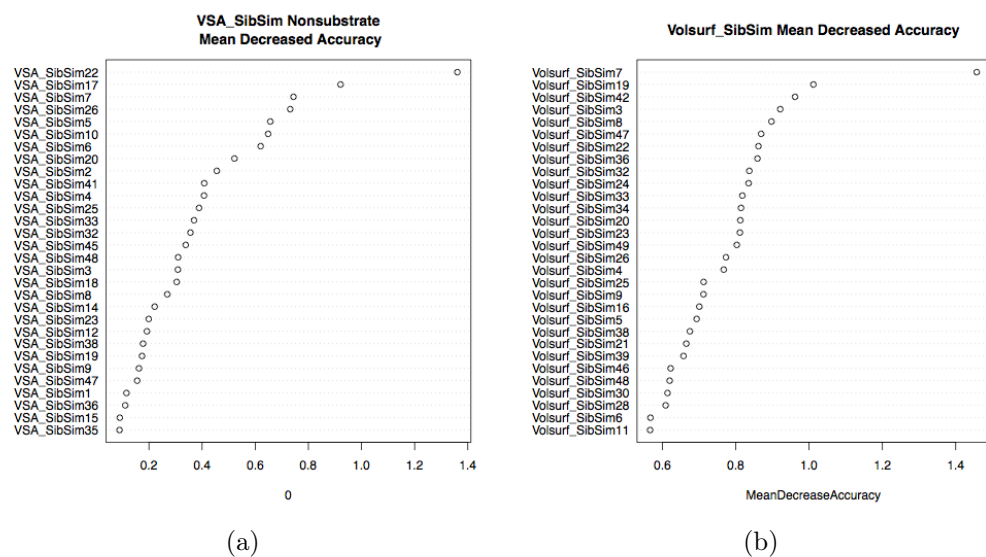 VSA_SibSim Nonsubstrate
Mean Decreased Accuracy
VSA_SibSim22
VSA_SibSim17
VSA_SibSim7
VSA_SibSim26
VSA_SibSim5
VSA_SibSim10
VSA_SibSim6
VSA_SibSim20
VSA_SibSim2
VSA_SibSim41
VSA_SibSim4
VSA_SibSim25
VSA_SibSim33
VSA_SibSim32
VSA_SibSim45
VSA_SibSim48
VSA_SibSim3
VSA_SibSim18
VSA_SibSim8
VSA_SibSim14
VSA_SibSim23
VSA_SibSim12
VSA_SibSim38
VSA_SibSim19
VSA_SibSim9
VSA_SibSim47
VSA_SibSim1
VSA_SibSim36
VSA_SibSim15
VSA_SibSim35
0.2 0.4 0.6 0.8 1.0 1.2 1.4
0
(a)
Volsurf_SibSim Mean Decreased Accuracy
Volsurf_SibSim7
Volsurf_SibSim19
Volsurf_SibSim42
Volsurf_SibSim3
Volsurf_SibSim8
Volsurf_SibSim47
Volsurf_SibSim22
Volsurf_SibSim36
Volsurf_SibSim32
Volsurf_SibSim24
Volsurf_SibSim33
Volsurf_SibSim34
Volsurf_SibSim20
Volsurf_SibSim23
Volsurf_SibSim49
Volsurf_SibSim26
Volsurf_SibSim4
Volsurf_SibSim25
Volsurf_SibSim9
Volsurf_SibSim16
Volsurf_SibSim5
Volsurf_SibSim38
Volsurf_SibSim21
Volsurf_SibSim39
Volsurf_SibSim46
Volsurf_SibSim48
Volsurf_SibSim30
Volsurf_SibSim28
Volsurf_SibSim6
Volsurf_SibSim11
0.6 0.8 1.0 1.2 1.4
MeanDecreaseAccuracy
(b)